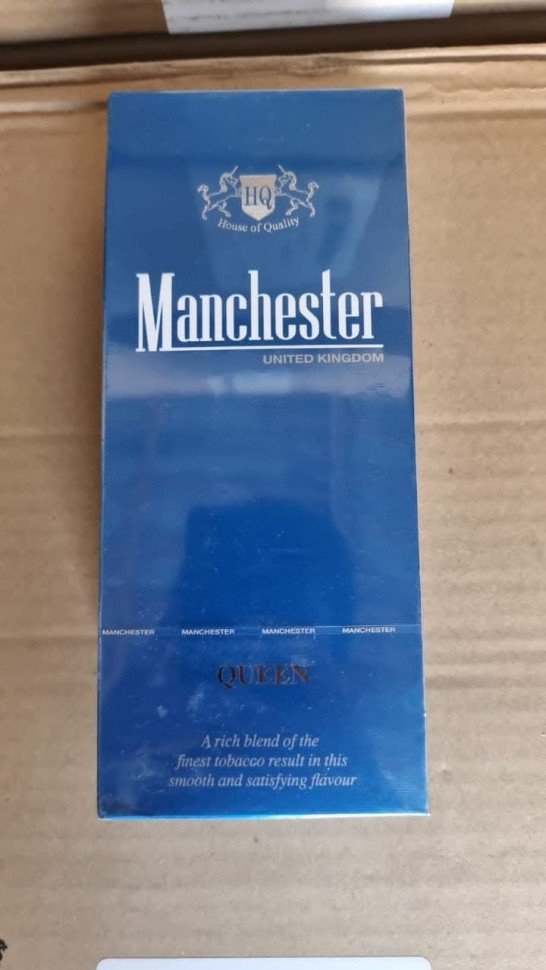 HQ
House of Quality
Manchester
UNITED KINGDOM
MANCHESTER MANCHESTER MANCHESTER MANCHESTER
QUEEN
A rich blend of the
finest tobacco result in this
smooth and satisfying flavour